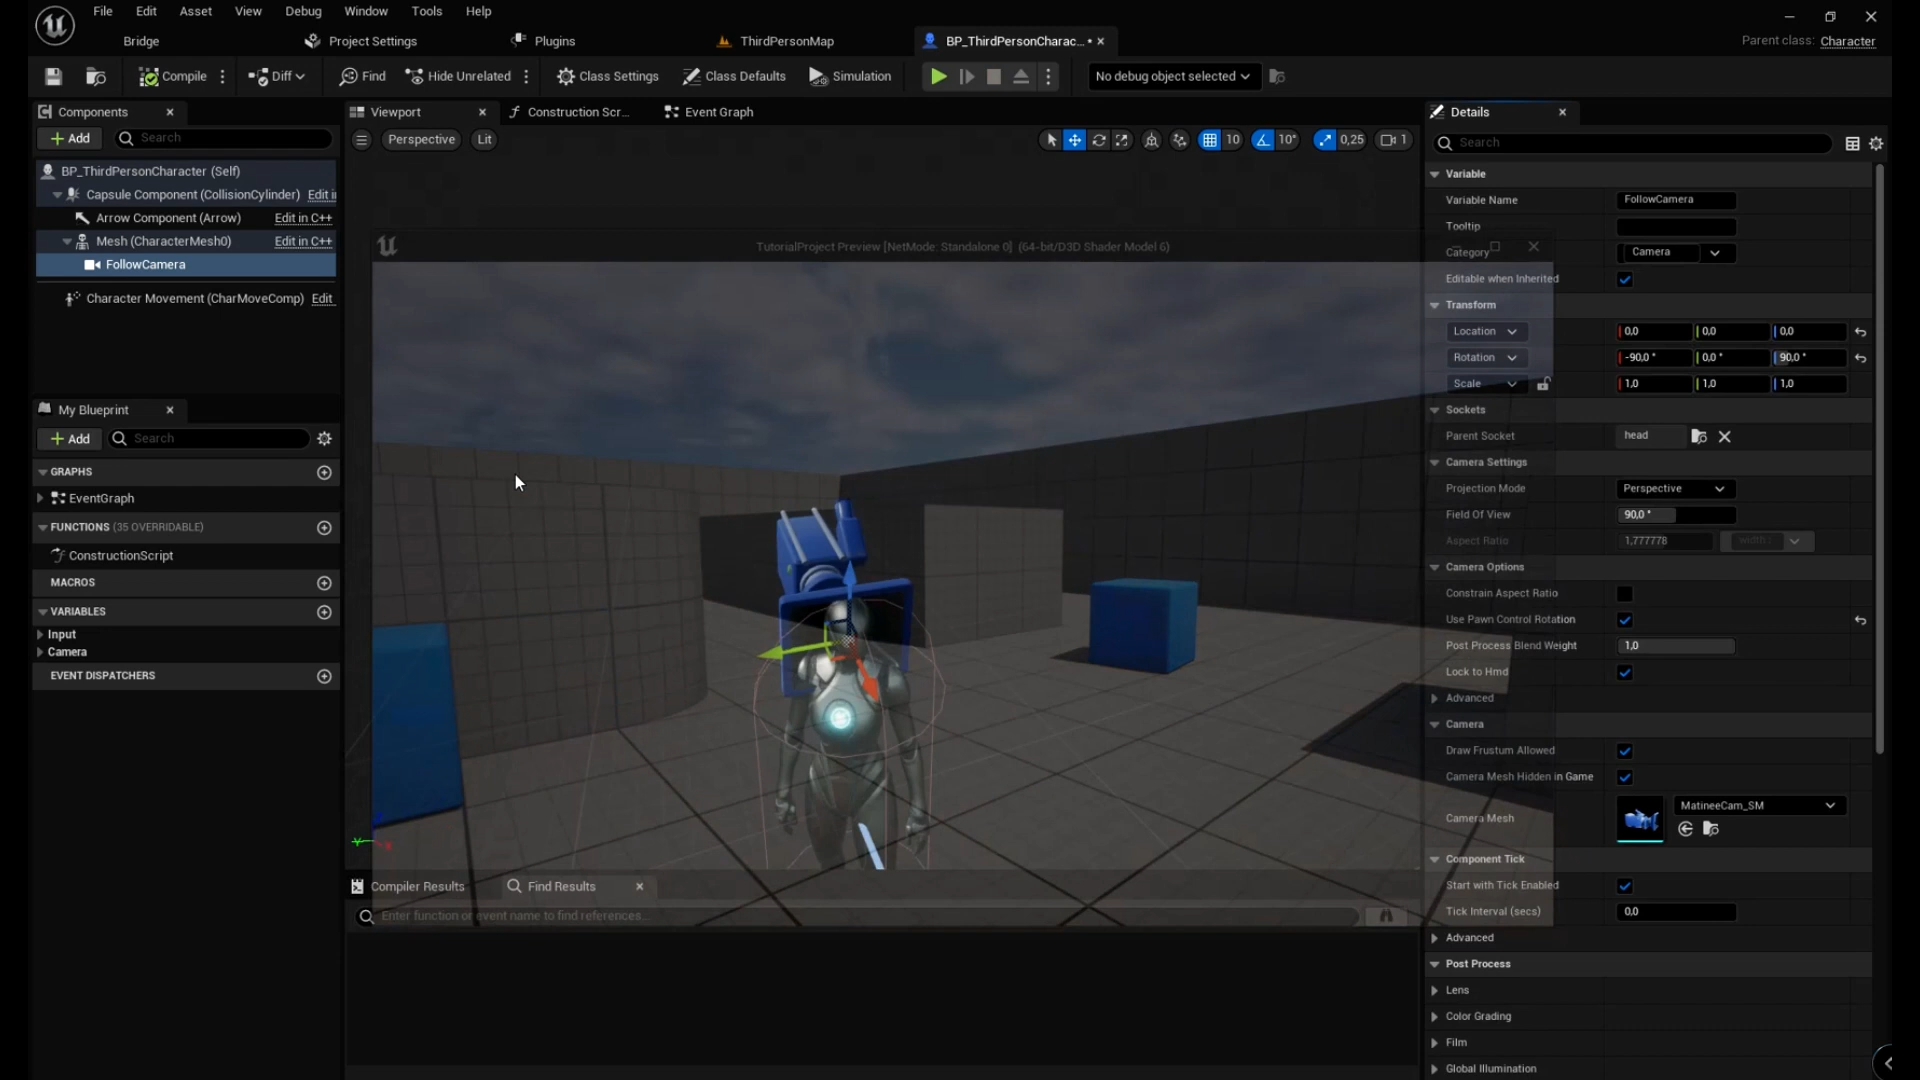 File Edit Asset View Debug Window Tools Help
Bridge Project Settings Plugins ThirdPersonMap BP_ThirdPersonCharac... •
Parent class: Character
Compile Diff Find Hide Unrelated Class Settings Class Defaults Simulation No debug object selected
Components
Add Search
BP_ThirdPersonCharacter (Self)
Capsule Component (CollisionCylinder) Edit i
Arrow Component (Arrow) Edit in C++
Mesh (CharacterMesh0) Edit in C++
FollowCamera
Character Movement (CharMoveComp) Edit
My Blueprint
Add Search
GRAPHS
EventGraph
FUNCTIONS (35 OVERRIDABLE)
ConstructionScript
MACROS
VARIABLES
Input
Camera
EVENT DISPATCHERS
Viewport Construction Scr... Event Graph
Perspective Lit 10 10° 0,25 1
TutorialProject Preview [NetMode: Standalone 0] (64-bit/D3D Shader Model 6)
Compiler Results Find Results
Enter function or event name to find references...
Details
Search
Variable
Variable Name FollowCamera
Tooltip
Category Camera
Editable when Inherited
Transform
Location 0,0 0,0 0,0
Rotation -90,0 ° 0,0 ° 90,0 °
Scale 1,0 1,0 1,0
Sockets
Parent Socket head
Camera Settings
Projection Mode Perspective
Field Of View 90,0 °
Aspect Ratio 1,777778
Camera Options
Constrain Aspect Ratio
Use Pawn Control Rotation
Post Process Blend Weight 1,0
Lock to Hmd
Advanced
Camera
Draw Frustum Allowed
Camera Mesh Hidden in Game
Camera Mesh MatineeCam_SM
Component Tick
Start with Tick Enabled
Tick Interval (secs) 0,0
Advanced
Post Process
Lens
Color Grading
Film
Global Illumination